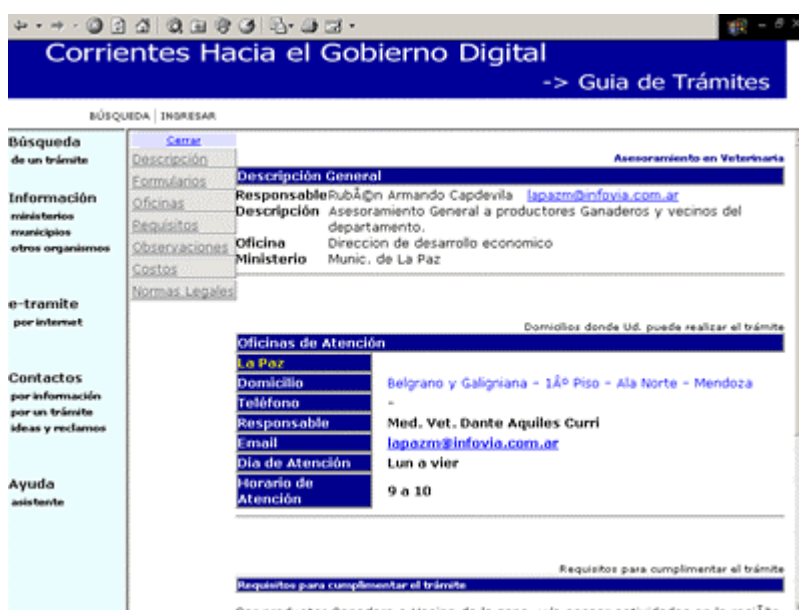 Corrientes Hacia el Gobierno Digital
-> Guia de Trámites
BÚSQUEDA | INGRESAR
Búsqueda
de un trámite
Información
ministerios
municipios
otros organismos
e-tramite
por internet
Contactos
por información
por un trámite
ideas y reclamos
Ayuda
asistente
Cerrar
Descripción
Formularios
Oficinas
Requisitos
Observaciones
Costos
Normas Legales
Asesoramiento en Veterinaria
Descripción General
Responsable RubÃ©n Armando Capdevila lapazm@infovia.com.ar
Descripción Asesoramiento General a productores Ganaderos y vecinos del
departamento.
Oficina Direccion de desarrollo economico
Ministerio Munic. de La Paz
Domicilios donde Ud. puede realizar el trámite
Oficinas de Atención
La Paz
Domicilio Belgrano y Galigniana - 1Âº Piso - Ala Norte - Mendoza
Teléfono -
Responsable Med. Vet. Dante Aquiles Curri
Email lapazm@infovia.com.ar
Dia de Atención Lun a vier
Horario de
Atención 9 a 10
Requisitos para cumplimentar el trámite
Requisitos para cumplimentar el trámite